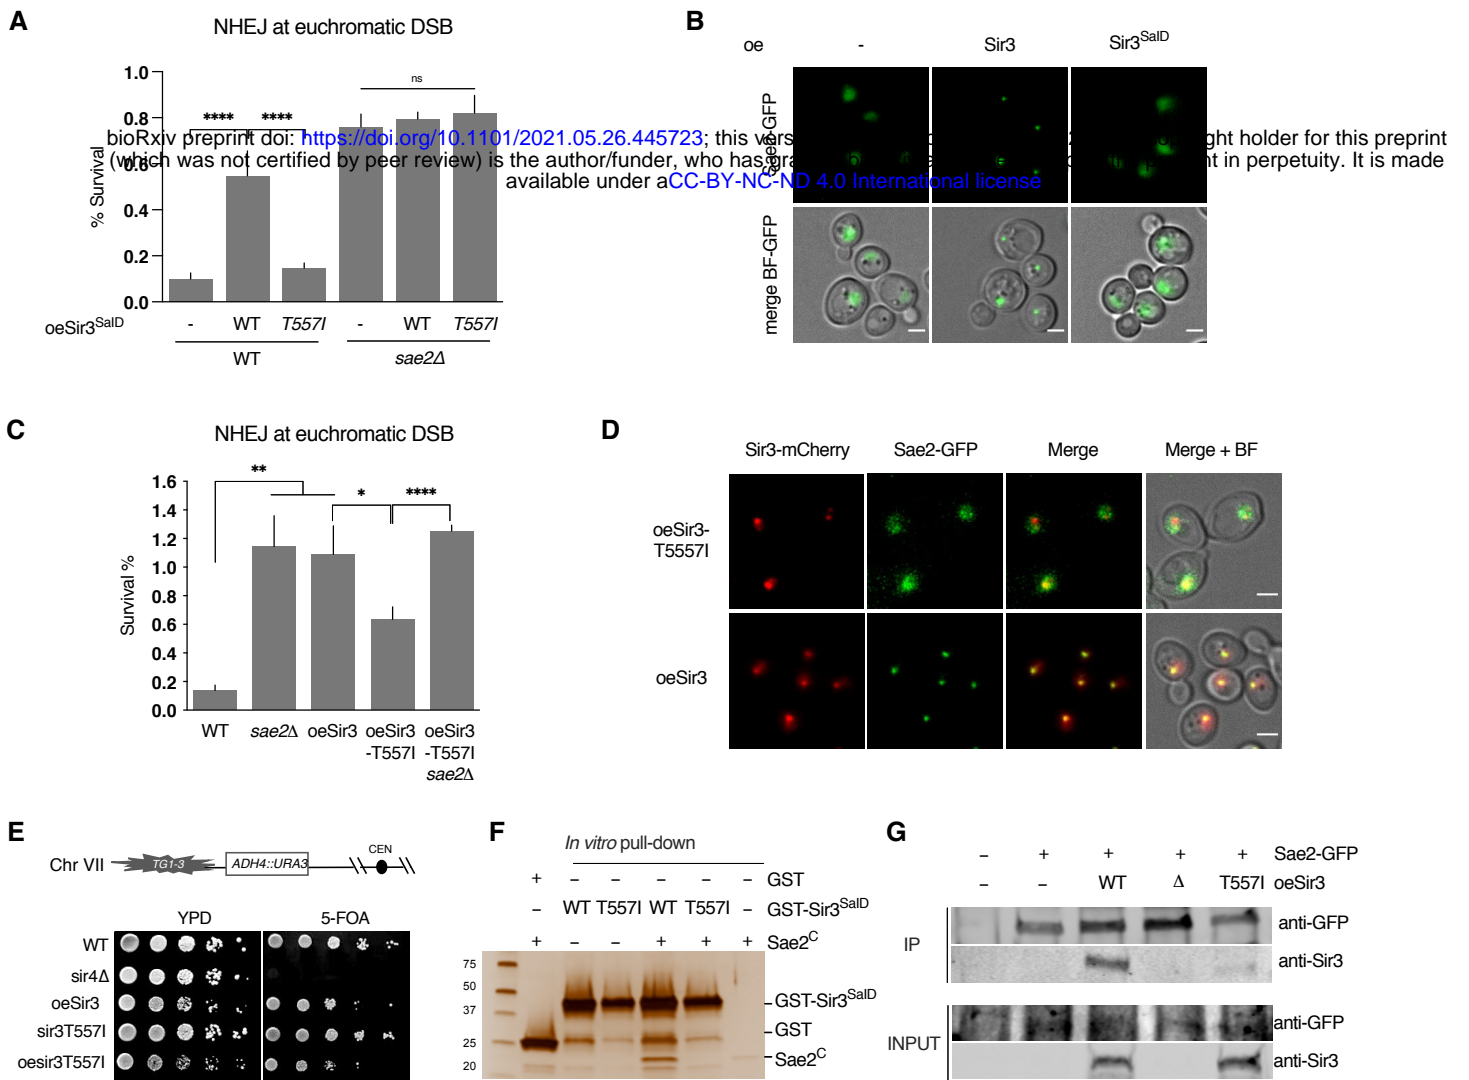 A
NHEJ at euchromatic DSB
% Survival
1.0
0.8
0.6
0.4
0.2
0.0
****
****
ns
oeSir3SalD
-
WT
T557I
-
WT
T557I
WT
sae2Δ
bioRxiv preprint doi: https://doi.org/10.1101/2021.05.26.445723; this vers
ght holder for this preprint
(which was not certified by peer review) is the author/funder, who has gra
nt in perpetuity. It is made
available under aCC-BY-NC-ND 4.0 International license
B
oe
-
Sir3
Sir3SalD
Sae2-GFP
merge BF-GFP
C
NHEJ at euchromatic DSB
Survival %
1.6
1.4
1.2
1.0
0.8
0.6
0.4
0.2
0.0
**
*
****
WT
sae2Δ
oeSir3
oeSir3
-T557I
oeSir3
-T557I
sae2Δ
D
Sir3-mCherry
Sae2-GFP
Merge
Merge + BF
oeSir3-
T5557I
oeSir3
E
Chr VII
TG1-3
ADH4::URA3
CEN
YPD
5-FOA
WT
sir4Δ
oeSir3
sir3T557I
oesir3T557I
F
In vitro pull-down
+ – – – – – GST
– WT T557I WT T557I – GST-Sir3SalD
+ – – + + + Sae2C
75
50
37
25
20
GST-Sir3SalD
GST
Sae2C
G
– + + + + Sae2-GFP
– – WT Δ T557I oeSir3
IP
anti-GFP
anti-Sir3
INPUT
anti-GFP
anti-Sir3